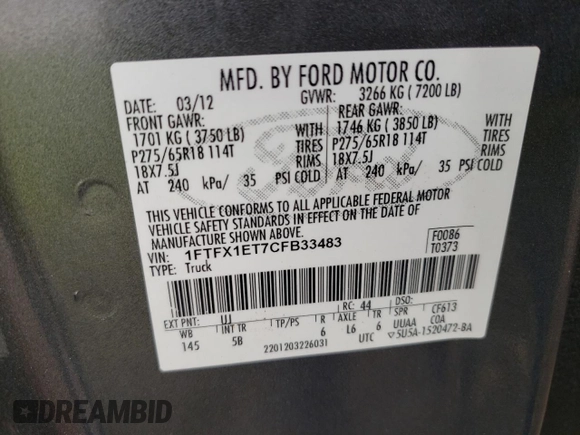 MFD. BY FORD MOTOR CO.
DATE: 03/12 GVWR: 3266 KG ( 7200 LB)
FRONT GAWR: REAR GAWR:
1701 KG ( 3750 LB) WITH 1746 KG ( 3850 LB) WITH
P275/65R18 114T TIRES P275/65R18 114T TIRES
18X7.5J RIMS 18X7.5J RIMS
AT 240 kPa/ 35 PSI COLD AT 240 kPa/ 35 PSI COLD
THIS VEHICLE CONFORMS TO ALL APPLICABLE FEDERAL MOTOR
VEHICLE SAFETY STANDARDS IN EFFECT ON THE DATE OF
MANUFACTURE SHOWN ABOVE.
VIN: 1FTFX1ET7CFB33483 F0086
TYPE: Truck T0373
EXT PNT: UJ RC: 44 DSO:
WB INT TR TP/PS R AXLE TR SPR CF613
145 5B 6 L6 6 UUAA COA
2201203226031 UTC ▽5U5A-1520472-BA
Ford
DREAMBID